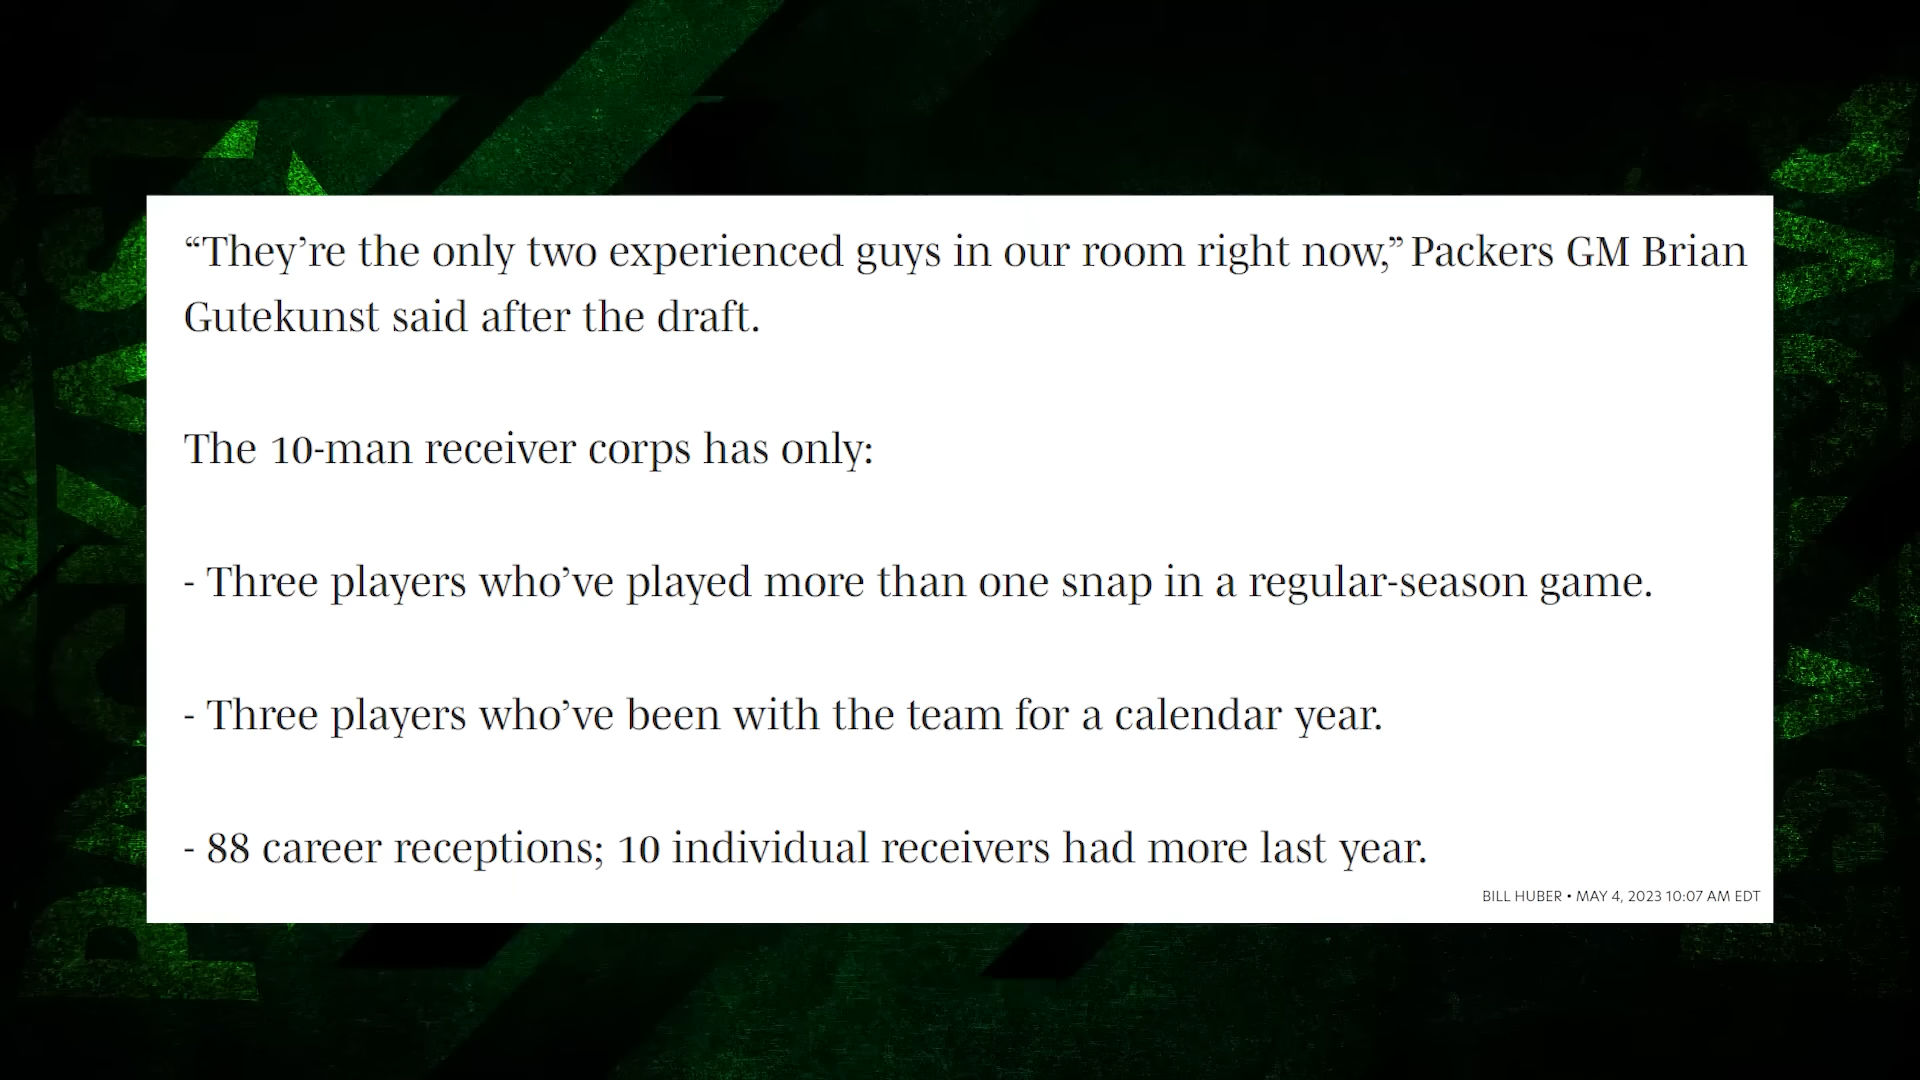 “They’re the only two experienced guys in our room right now,” Packers GM Brian
Gutekunst said after the draft.
The 10-man receiver corps has only:
- Three players who’ve played more than one snap in a regular-season game.
- Three players who’ve been with the team for a calendar year.
- 88 career receptions; 10 individual receivers had more last year.
BILL HUBER • MAY 4, 2023 10:07 AM EDT